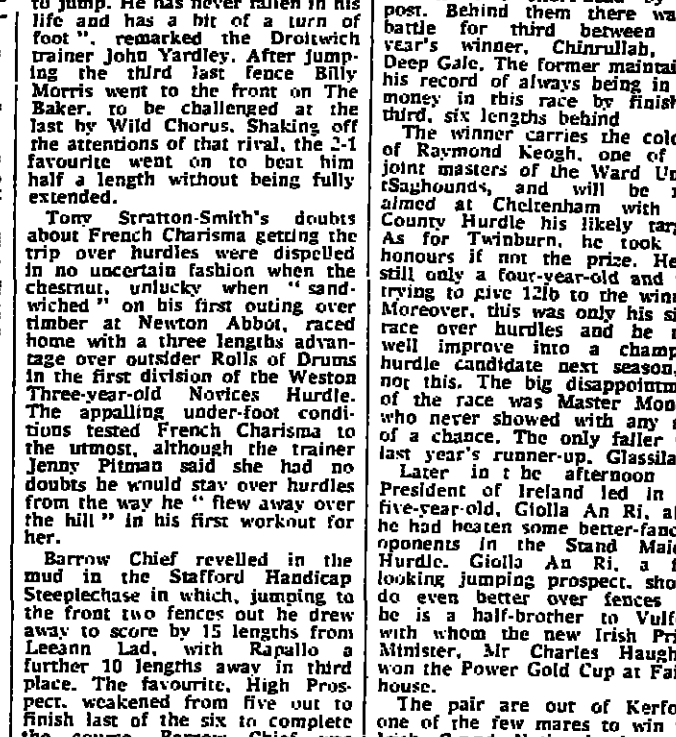 to jump. He has never fallen in his
life and has a bit of a turn of
foot ", remarked the Droitwich
trainer John Yardley. After jump-
ing the third last fence Billy
Morris went to the front on The
Baker, to be challenged at the
last by Wild Chorus. Shaking off
the attentions of that rival, the 2-1
favourite went on to beat him
half a length without being fully
extended.
Tony Stratton-Smith's doubts
about French Charisma getting the
trip over hurdles were dispelled
in no uncertain fashion when the
chestnut, unlucky when " sand-
wiched " on his first outing over
timber at Newton Abbot, raced
home with a three lengths advan-
tage over outsider Rolls of Drums
in the first division of the Weston
Three-year-old Novices Hurdle.
The appalling under-foot condi-
tions tested French Charisma to
the utmost, although the trainer
Jenny Pitman said she had no
doubts he would stay over hurdles
from the way he " flew away over
the hill " in his first workout for
her.
Barrow Chief revelled in the
mud in the Stafford Handicap
Steeplechase in which, jumping to
the front two fences out he drew
away to score by 15 lengths from
Leeann Lad, with Rapallo a
further 10 lengths away in third
place. The favourite, High Pros-
pect, weakened from five out to
finish last of the six to complete
the course. Barrow Chief
post. Behind them there wa
battle for third between
year's winner, Chinrullah,
Deep Gale. The former maintai
his record of always being in
money in this race by finish
third, six lengths behind
The winner carries the colo
of Raymond Keogh, one of
joint masters of the Ward Un
tSaghounds, and will be
aimed at Cheltenham with
County Hurdle his likely targ
As for Twinburn, he took
honours if not the prize. He
still only a four-year-old and
trying to give 12lb to the winn
Moreover, this was only his si
race over hurdles and he
well improve into a champ
hurdle candidate next season,
not this. The big disappointm
of the race was Master Mon
who never showed with any
of a chance. The only faller
last year's runner-up, Glassila
Later in t he afternoon
President of Ireland led in
five-year-old, Giolla An Ri, a
he had beaten some better-fanc
oponents in the Stand Maid
Hurdle. Giolla An Ri, a f
looking jumping prospect, sho
do even better over fences
he is a half-brother to Vulf
with whom the new Irish Pri
Minister, Mr Charles Haugh
won the Power Gold Cup at Fai
house.
The pair are out of Kerfo
one of the few mares to win